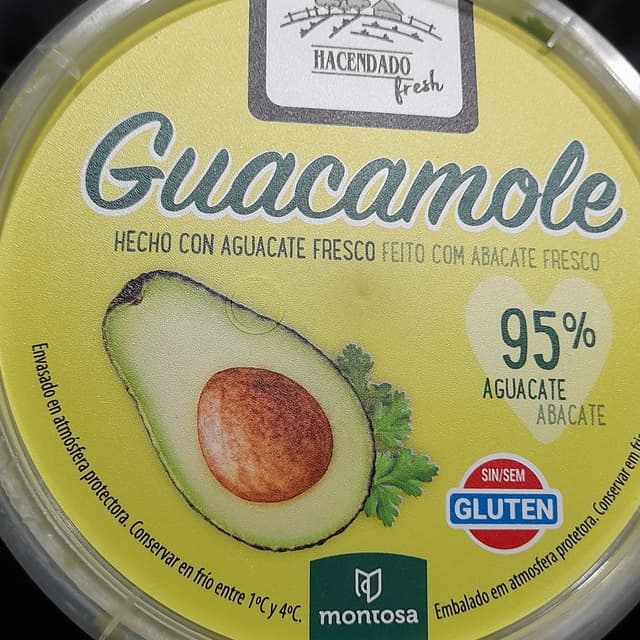 HACENDADO
fresh
Guacamole
HECHO CON AGUACATE FRESCO FEITO COM ABACATE FRESCO
95%
AGUACATE
ABACATE
SIN/SEM
GLUTEN
Envasado en atmósfera protectora. Conservar en frío entre 1ºC y 4ºC.
montosa
Embalado em atmosfera protetora. Conservar em